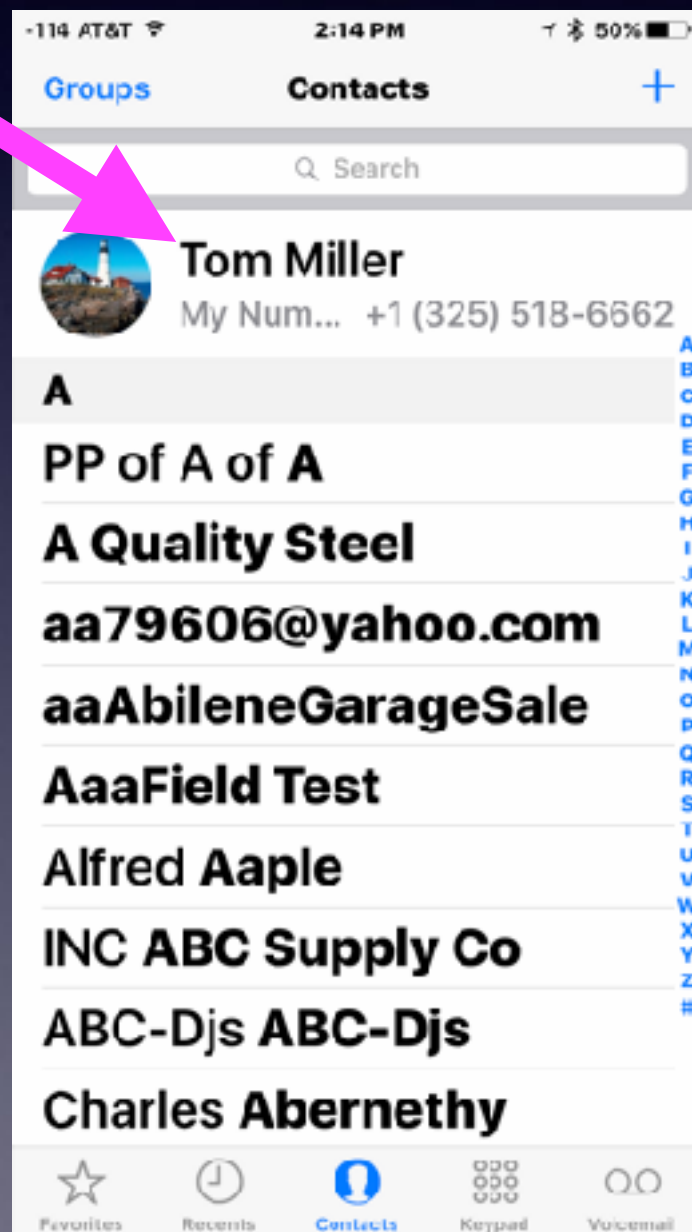 -114 AT&T 2:14 PM 50%
Groups Contacts +
Search
Tom Miller
My Num... +1 (325) 518-6662
A
PP of A of A
A Quality Steel
aa79606@yahoo.com
aaAbileneGarageSale
AaaField Test
Alfred Aaple
INC ABC Supply Co
ABC-Djs ABC-Djs
Charles Abernethy
A
B
C
D
E
F
G
H
I
J
K
L
M
N
O
P
Q
R
S
T
U
V
W
X
Y
Z
#
Favorites Recents Contacts Keypad Voicemail